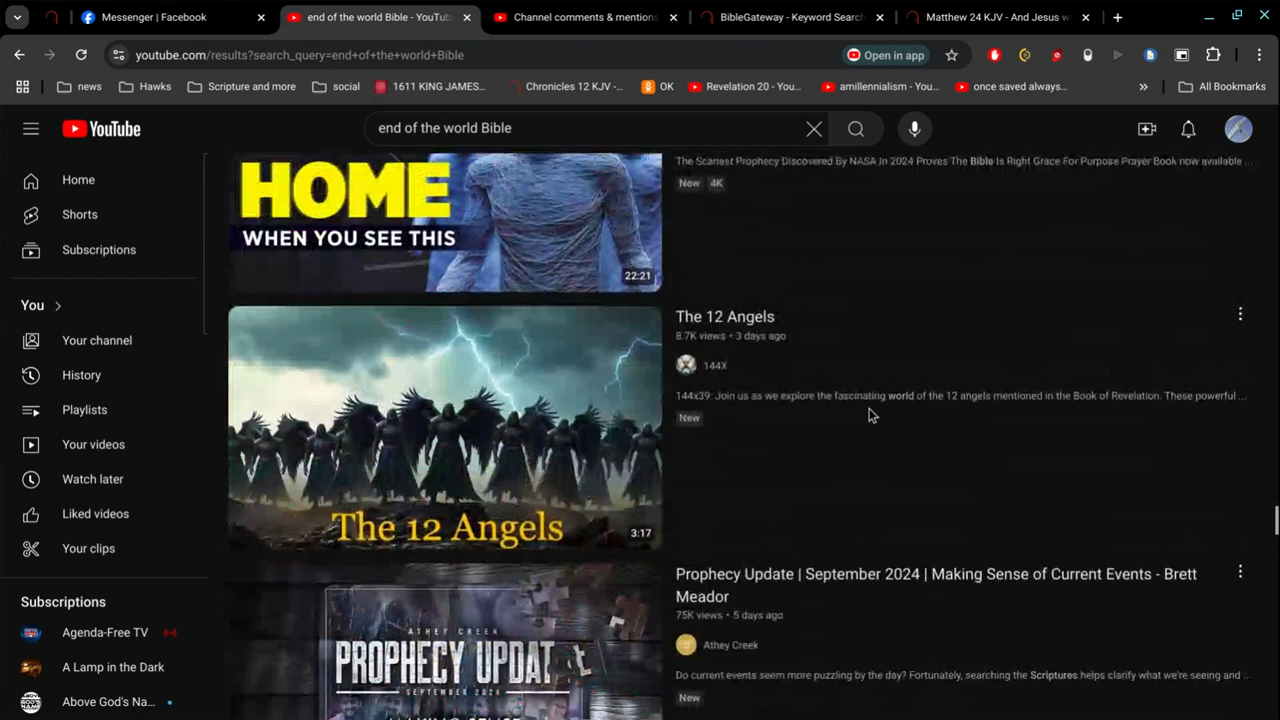 Messenger | Facebook
end of the world Bible - YouTub
Channel comments & mentions
BibleGateway - Keyword Search
Matthew 24 KJV - And Jesus w
youtube.com/results?search_query=end+of+the+world+Bible
Open in app
news
Hawks
Scripture and more
social
1611 KING JAMES...
Chronicles 12 KJV -...
OK
Revelation 20 - You...
amillennialism - You...
once saved always...
»
All Bookmarks
YouTube
end of the world Bible
Home
Shorts
Subscriptions
You
Your channel
History
Playlists
Your videos
Watch later
Liked videos
Your clips
Subscriptions
Agenda-Free TV
A Lamp in the Dark
Above God's Na...
HOME
WHEN YOU SEE THIS
22:21
The Scariest Prophecy Discovered By NASA In 2024 Proves The Bible Is Right Grace For Purpose Prayer Book now available ...
New 4K
The 12 Angels
3:17
The 12 Angels
8.7K views • 3 days ago
144X
144x39: Join us as we explore the fascinating world of the 12 angels mentioned in the Book of Revelation. These powerful ...
New
ATHEY CREEK
PROPHECY UPDAT
SEPTEMBER 2024
MAKING SENSE
Prophecy Update | September 2024 | Making Sense of Current Events - Brett
Meador
75K views • 5 days ago
Athey Creek
Do current events seem more puzzling by the day? Fortunately, searching the Scriptures helps clarify what we're seeing and ...
New